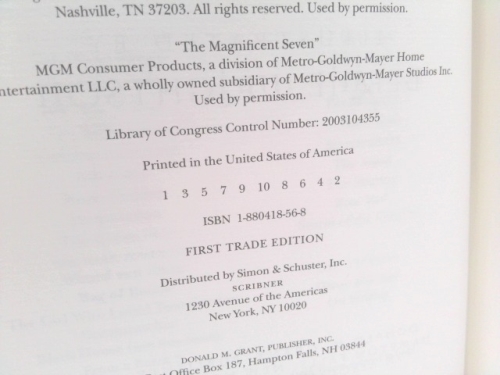 Nashville, TN 37203. All rights reserved. Used by permission.
“The Magnificent Seven”
MGM Consumer Products, a division of Metro-Goldwyn-Mayer Home
ntertainment LLC, a wholly owned subsidiary of Metro-Goldwyn-Mayer Studios Inc.
Used by permission.
Library of Congress Control Number: 2003104355
Printed in the United States of America
1 3 5 7 9 10 8 6 4 2
ISBN 1-880418-56-8
FIRST TRADE EDITION
Distributed by Simon & Schuster, Inc.
SCRIBNER
1230 Avenue of the Americas
New York, NY 10020
DONALD M. GRANT, PUBLISHER, INC.
Office Box 187, Hampton Falls, NH 03844